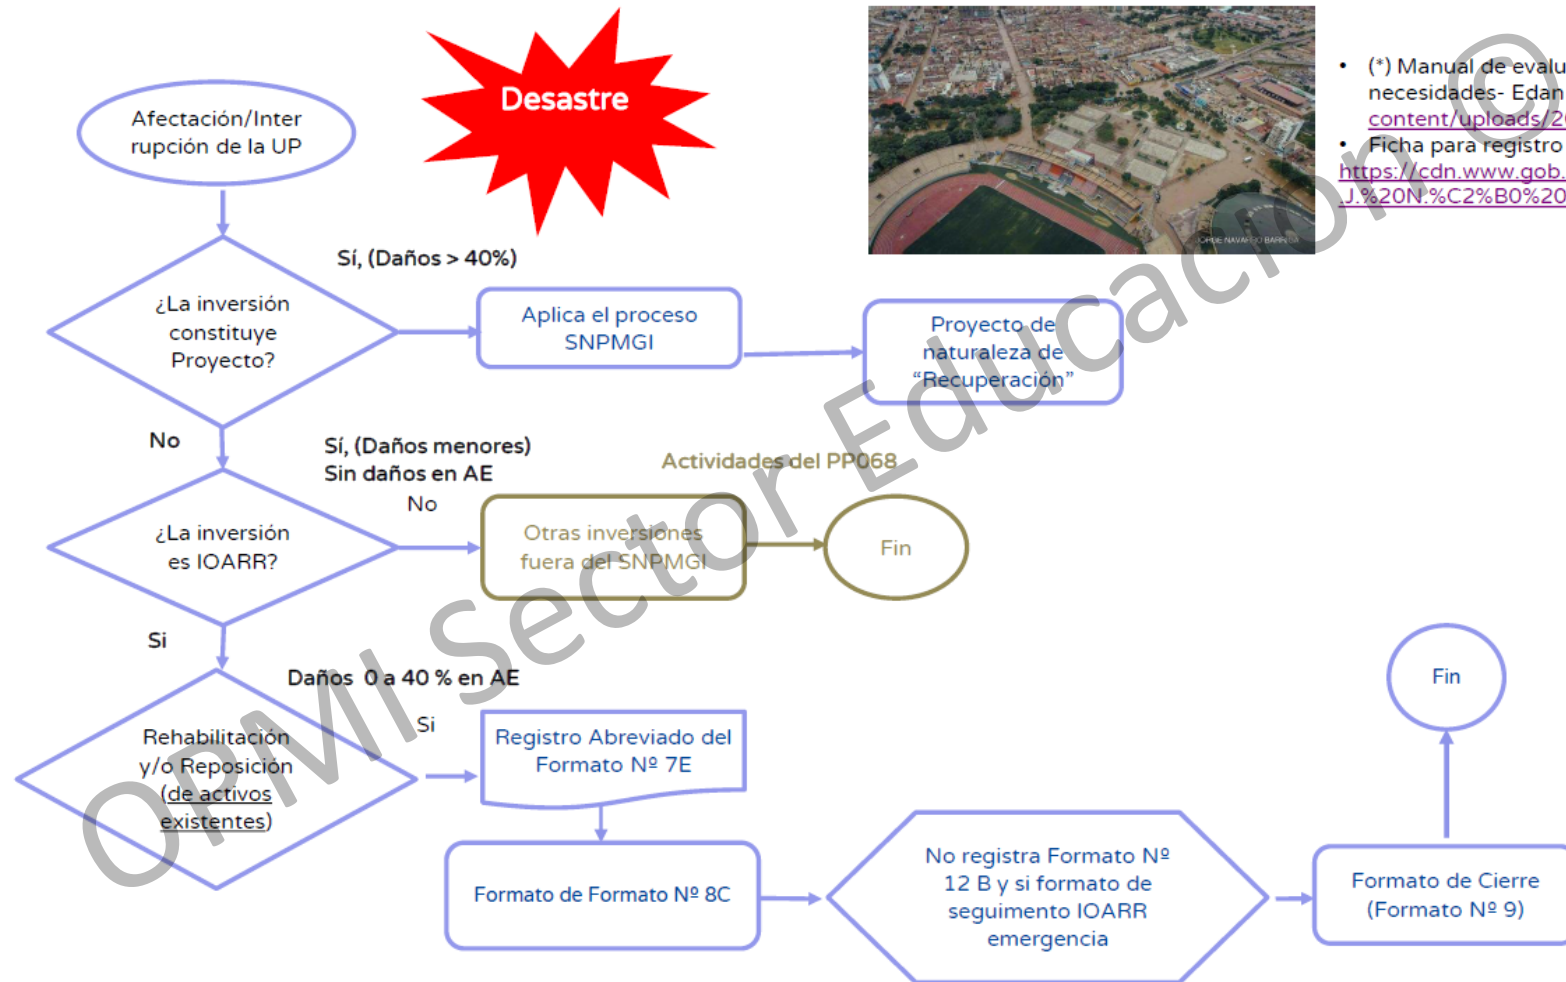 Desastre
(*) Manual de evalu
necesidades- Edan
content/uploads/20
Ficha para registro
https://cdn.www.gob.
.J.%20N.%C2%B0%20
JORGE NAVARRO BARRIGA
Afectación/Inter
rupción de la UP
Sí, (Daños > 40%)
¿La inversión
constituye
Proyecto?
Aplica el proceso
SNPMGI
Proyecto de
naturaleza de
“Recuperación”
No
Sí, (Daños menores)
Sin daños en AE
No
Actividades del PP068
¿La inversión
es IOARR?
Otras inversiones
fuera del SNPMGI
Fin
Si
Daños 0 a 40 % en AE
Si
Rehabilitación
y/o Reposición
(de activos
existentes)
Registro Abreviado del
Formato Nº 7E
Fin
Formato de Formato Nº 8C
No registra Formato Nº
12 B y si formato de
seguimento IOARR
emergencia
Formato de Cierre
(Formato Nº 9)
OPMI Sector Educacion ©